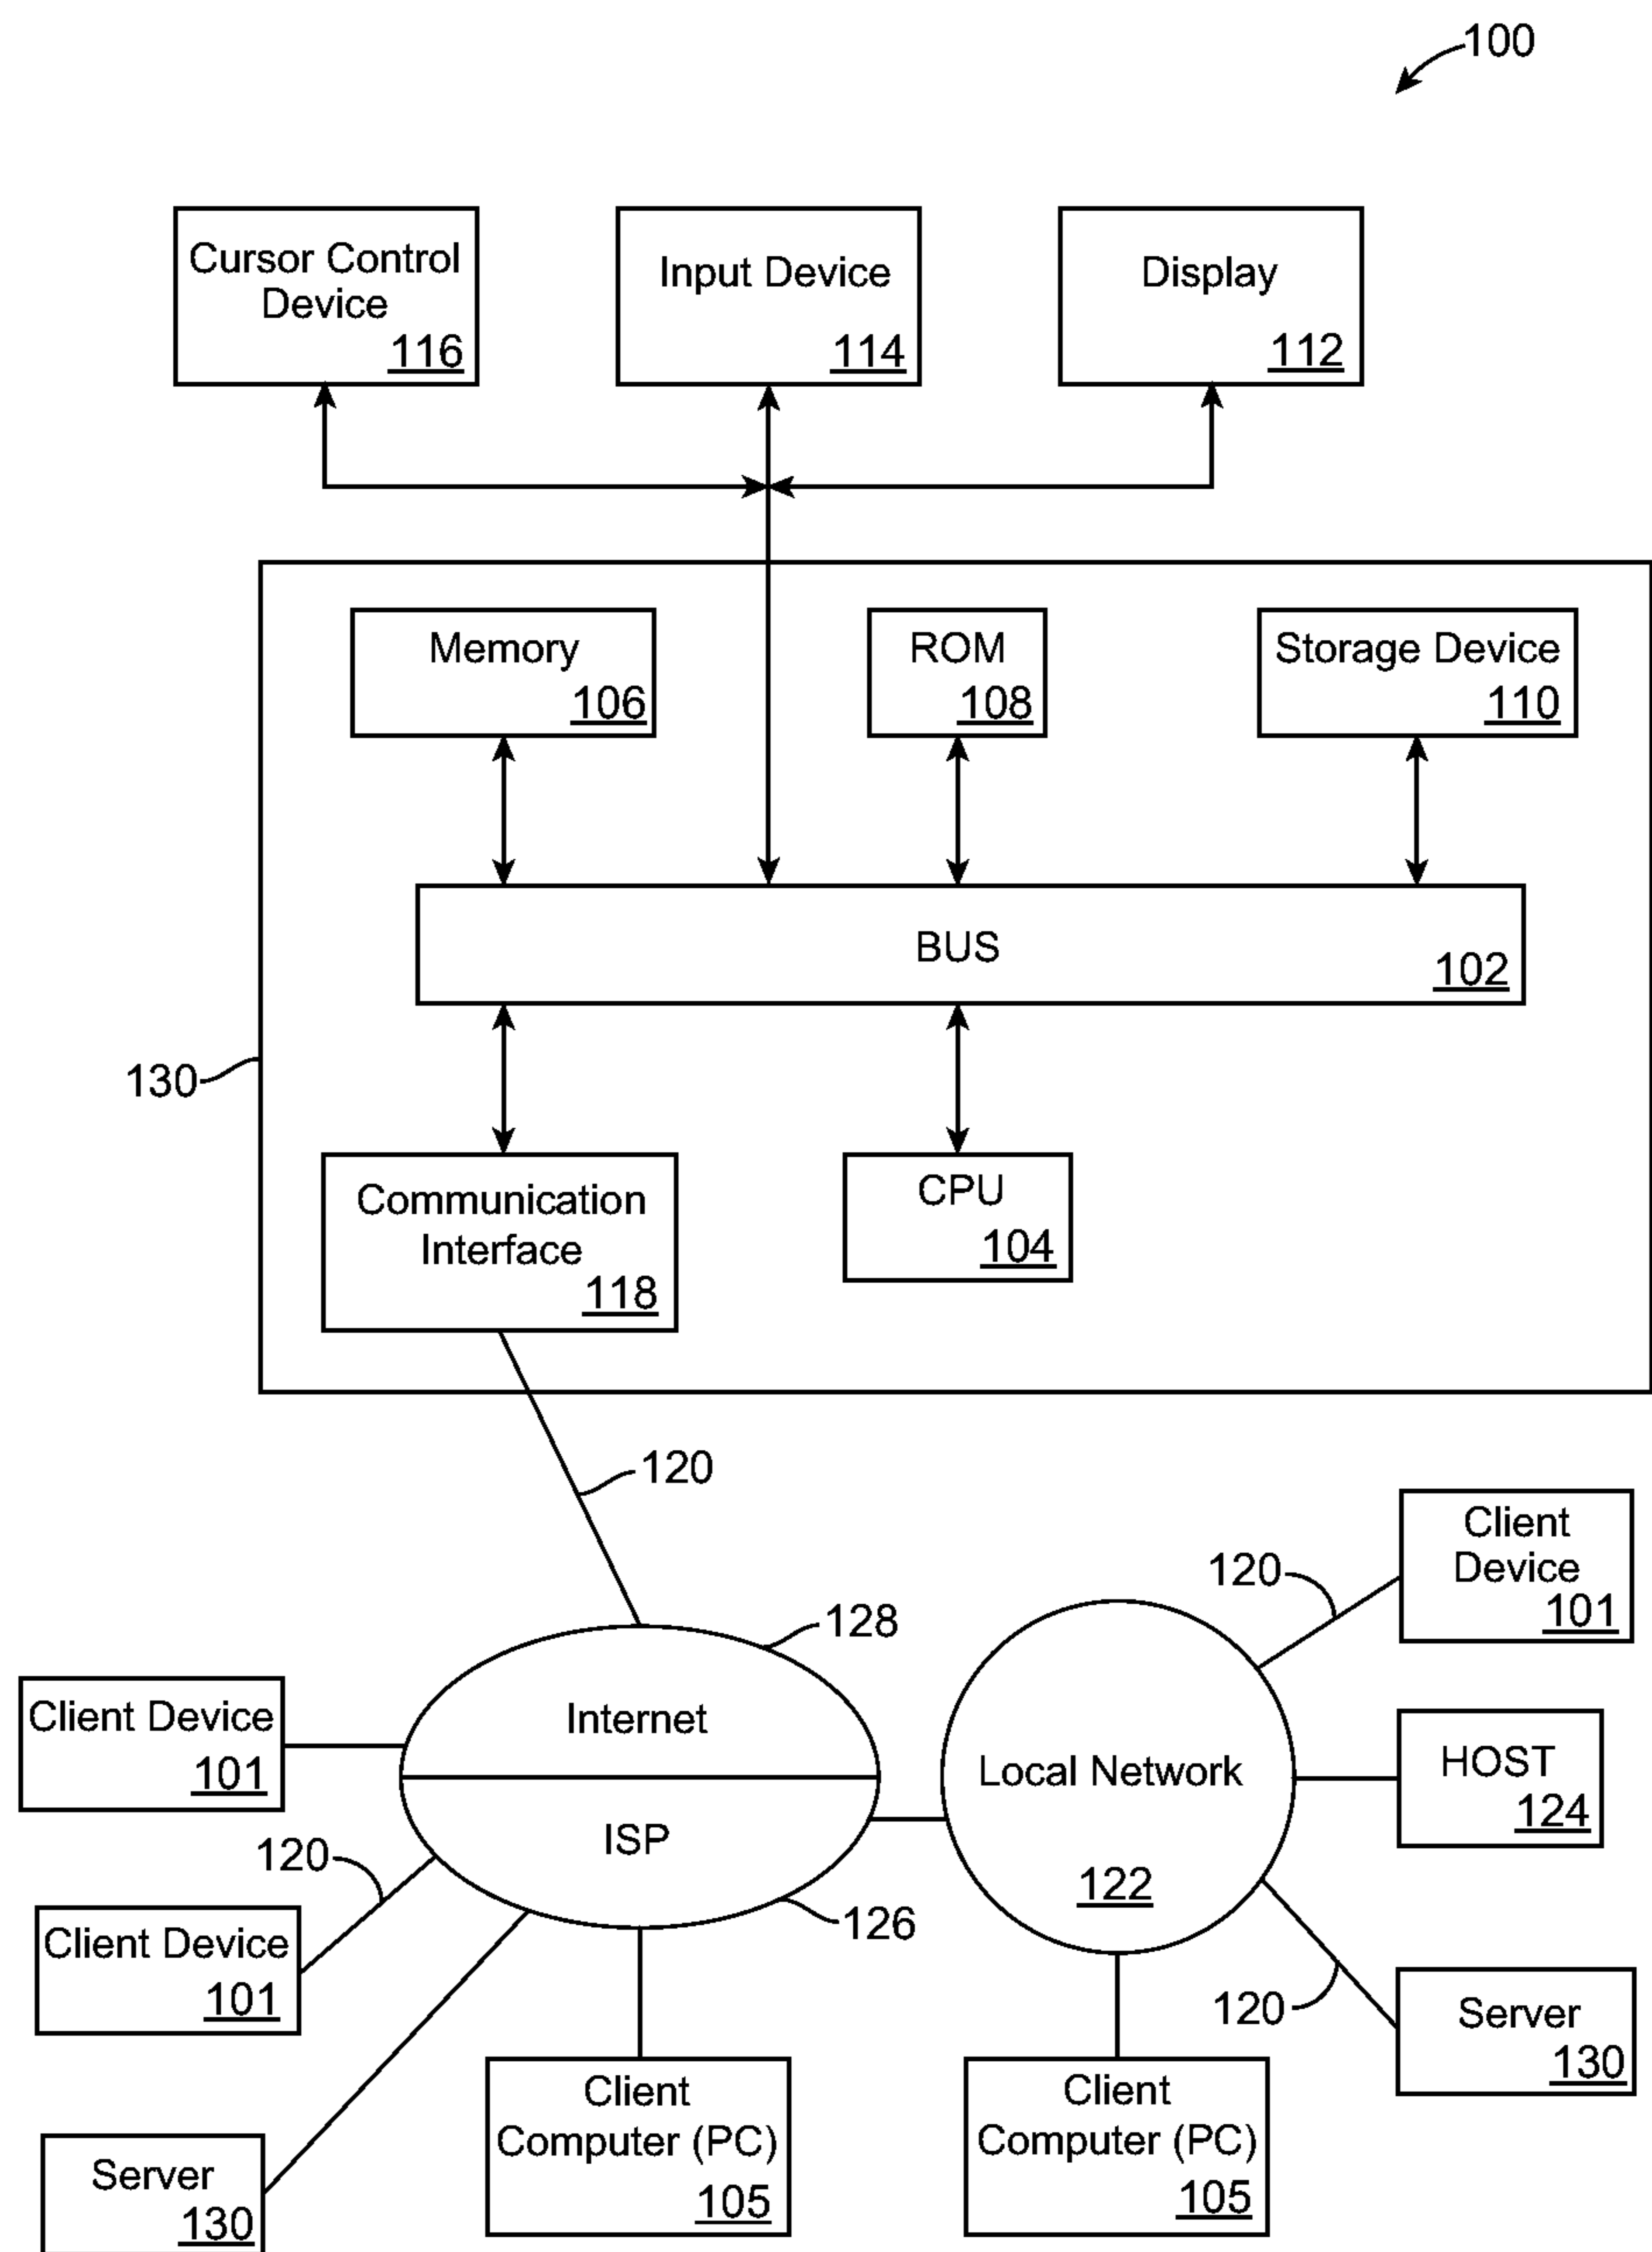 100
Cursor Control
Device
116
Input Device
114
Display
112
Memory
106
ROM
108
Storage Device
110
BUS
102
130
Communication
Interface
118
CPU
104
120
Client
Device
101
120
128
Internet
Client Device
101
Local Network
122
HOST
124
ISP
120
126
Client Device
101
120
Server
130
Client
Computer (PC)
105
Client
Computer (PC)
105
Server
130